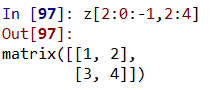 In [97]: z[2:0:-1,2:4]
Out[97]:
matrix([[1, 2],
        [3, 4]])